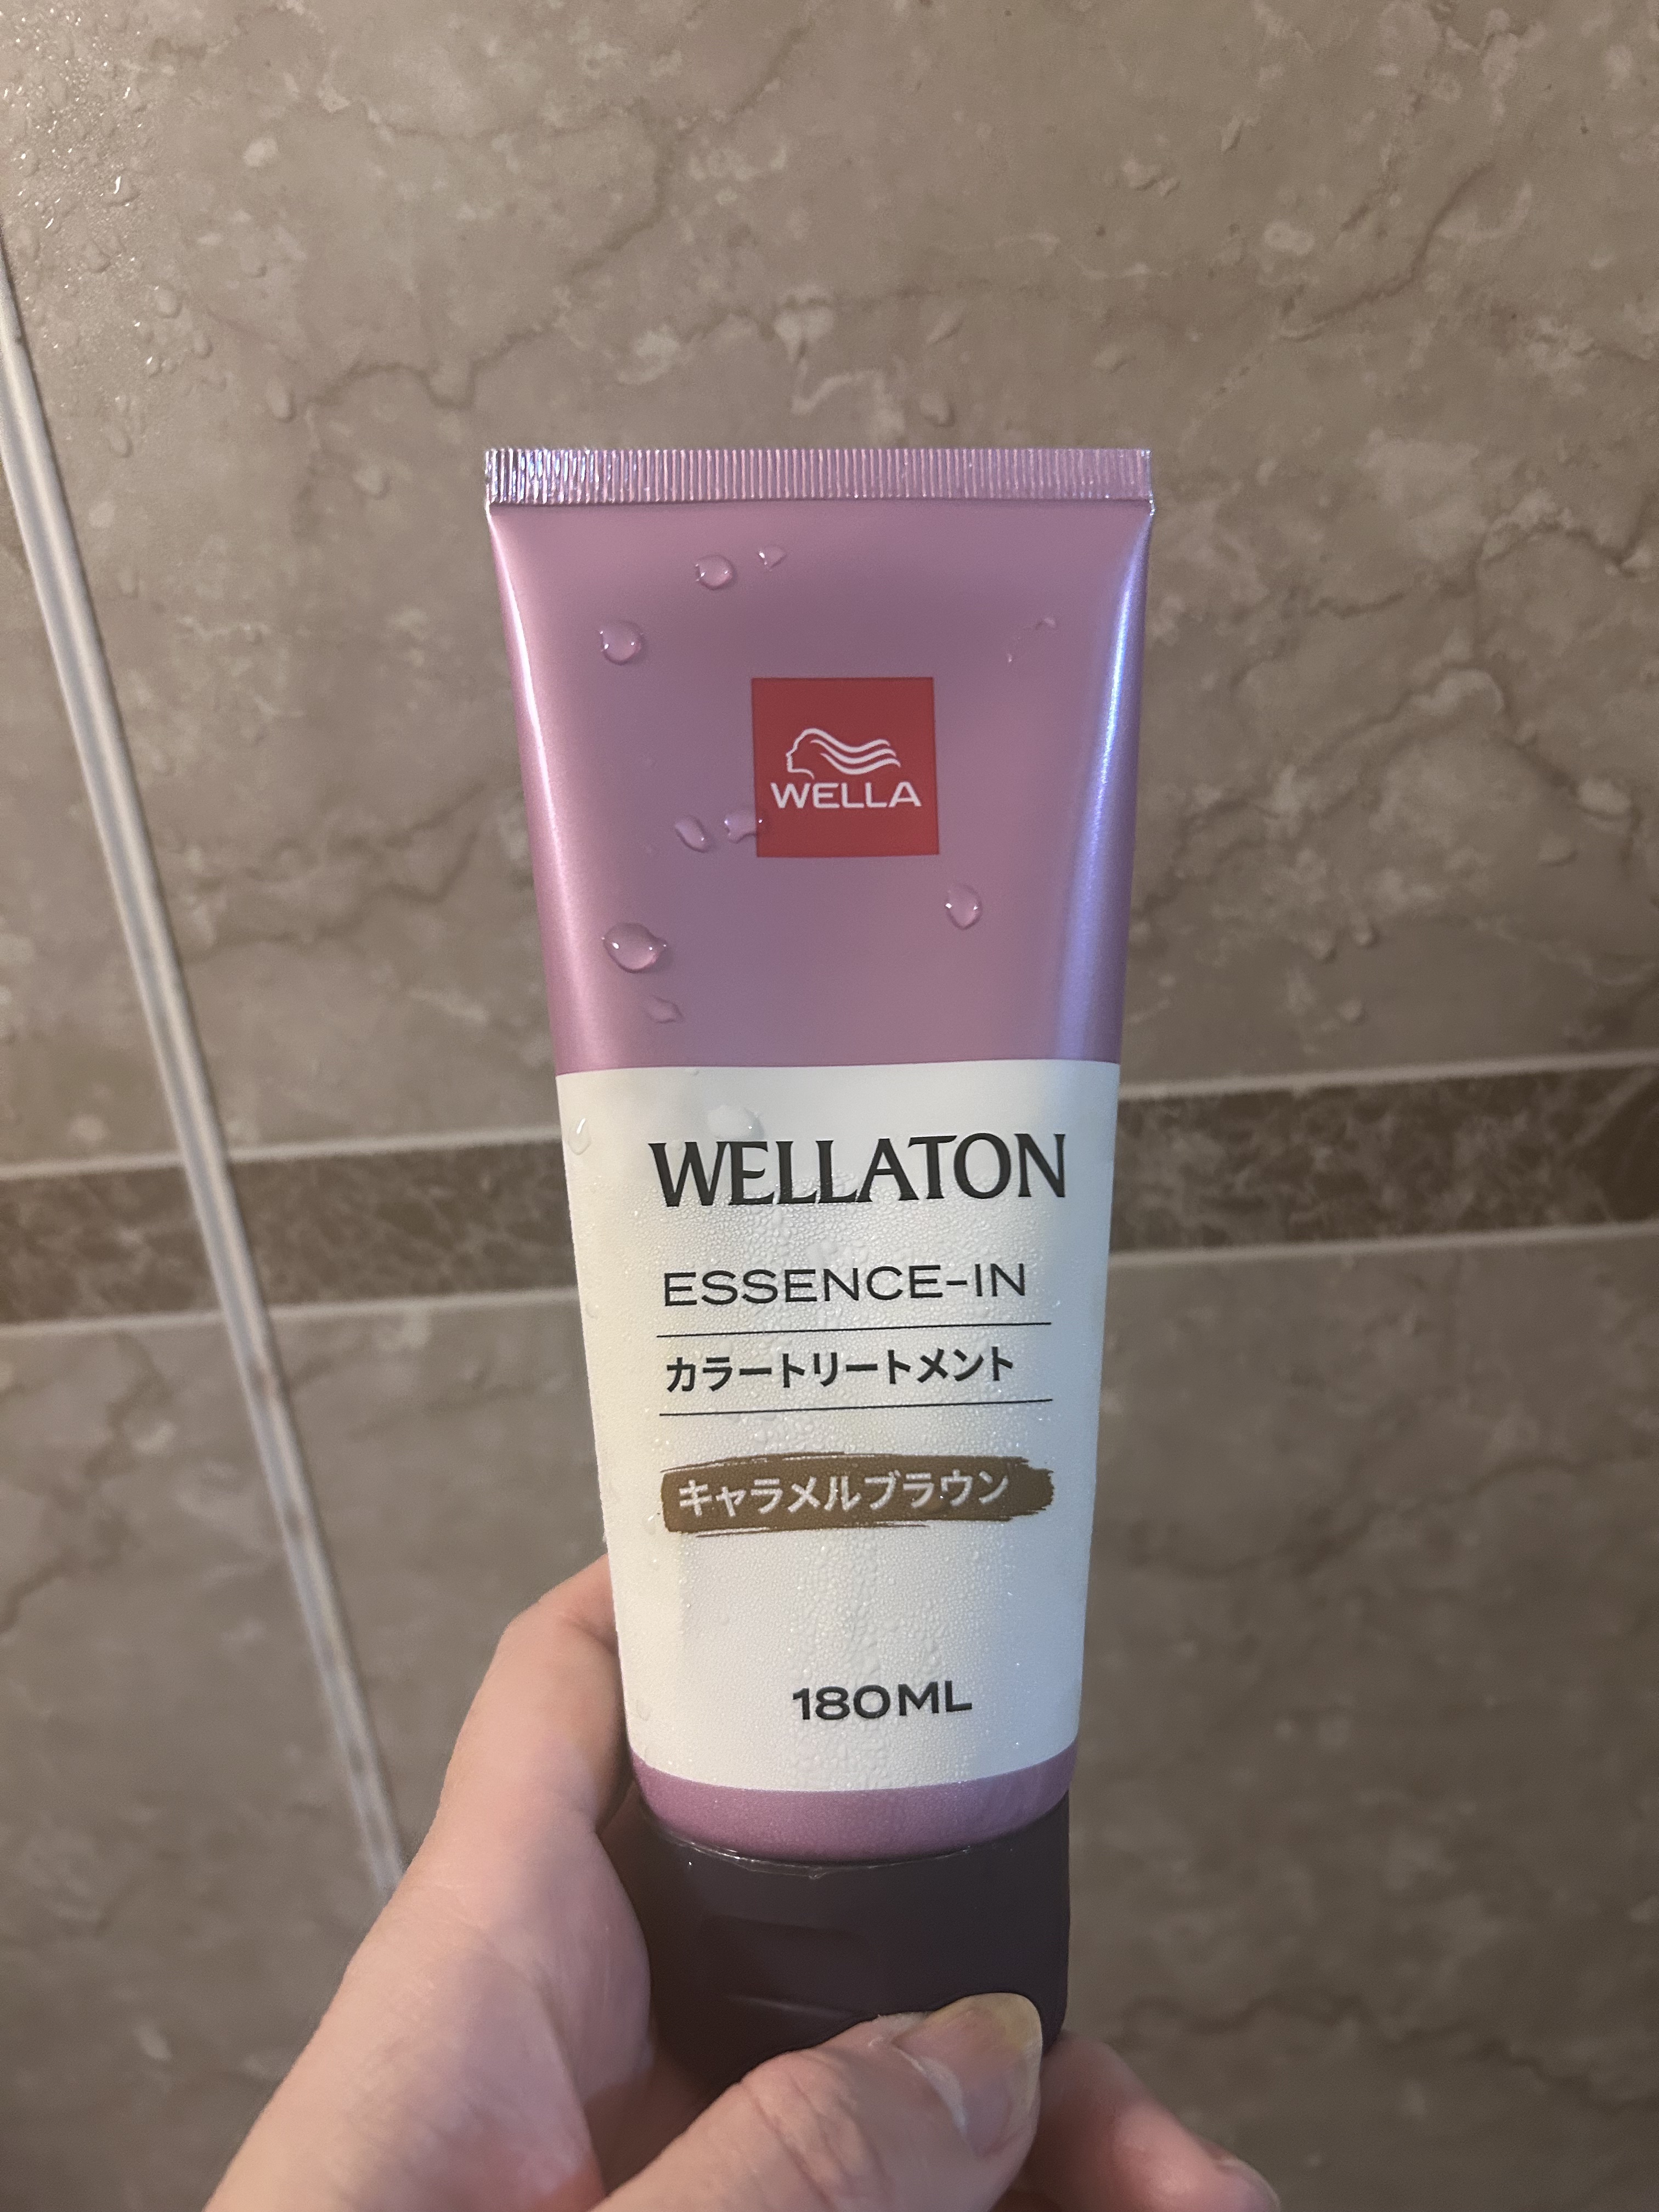 WELLA
WELLATON
ESSENCE-IN
カラートリートメント
キャラメルブラウン
180ML